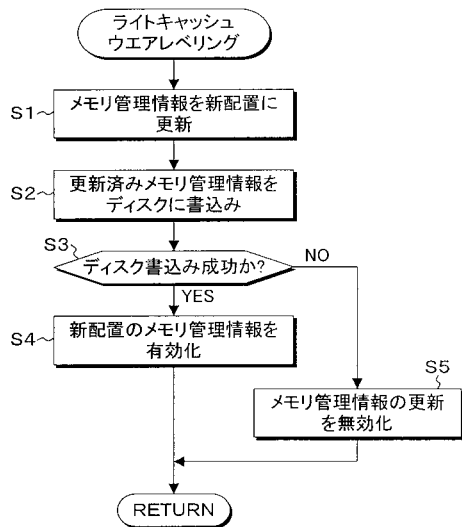 ライトキャッシュ
ウエアレベリング
S1
メモリ管理情報を新配置に
更新
S2
更新済みメモリ管理情報を
ディスクに書込み
S3
ディスク書込み成功か?
NO
YES
S4
新配置のメモリ管理情報を
有効化
S5
メモリ管理情報の更新
を無効化
RETURN